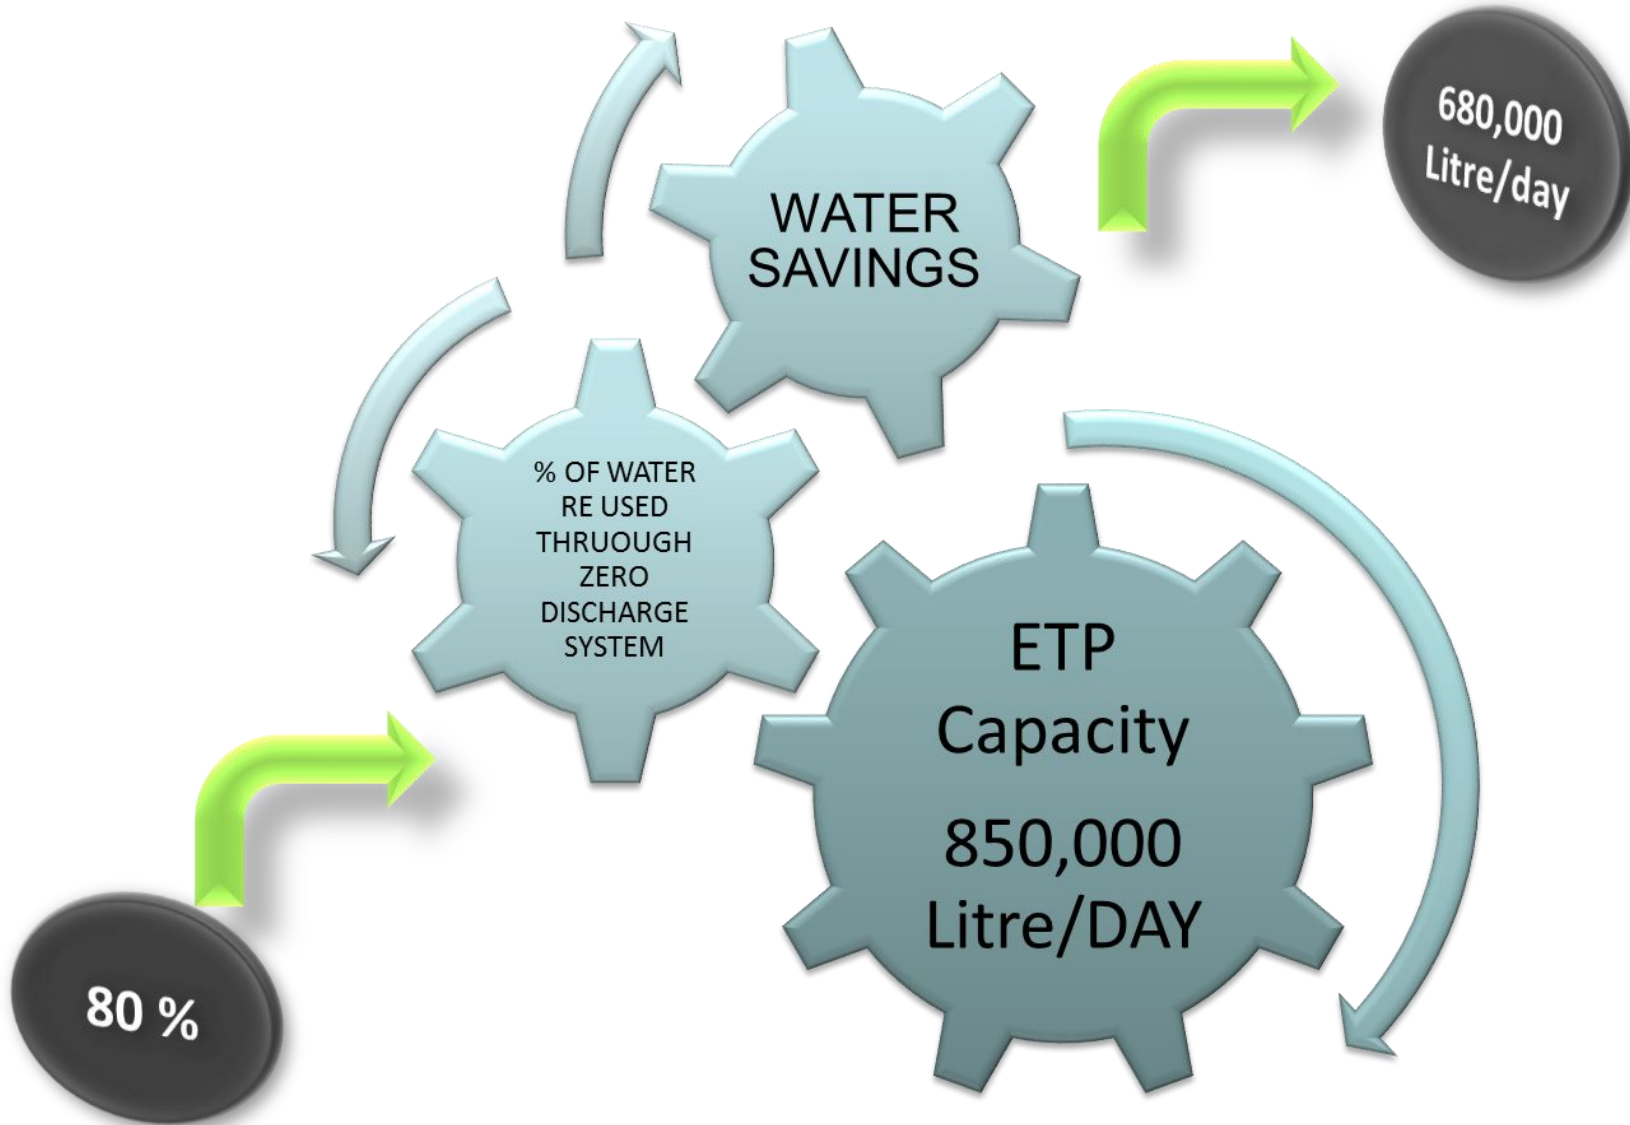 WATER
SAVINGS
680,000
Litre/day
% OF WATER
RE USED
THRUOUGH
ZERO
DISCHARGE
SYSTEM
80 %
ETP
Capacity
850,000
Litre/DAY